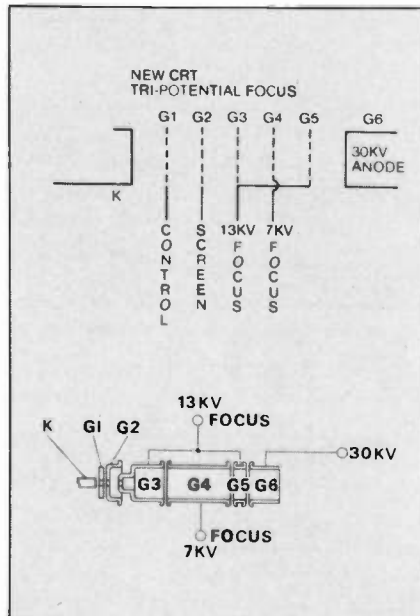 NEW CRT
TRI-POTENTIAL FOCUS
G1 G2 G3 G4 G5 G6
30KV
ANODE
K
13KV 7KV
CONTROL
SCREEN
FOCUS
FOCUS
13KV
FOCUS
K G1 G2
30KV
G3 G4 G5 G6
FOCUS
7KV